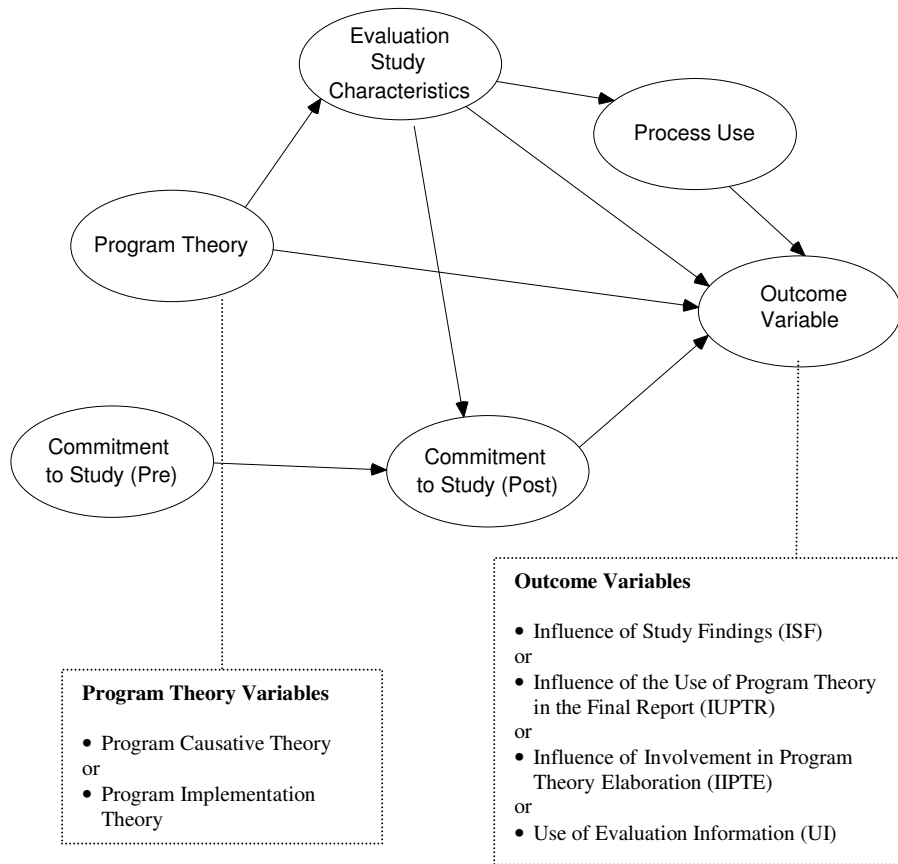 Evaluation
Study
Characteristics
Process Use
Program Theory
Outcome
Variable
Commitment
to Study (Pre)
Commitment
to Study (Post)
Outcome Variables
• Influence of Study Findings (ISF)
or
• Influence of the Use of Program Theory
in the Final Report (IUPTR)
or
• Influence of Involvement in Program
Theory Elaboration (IIPTE)
or
• Use of Evaluation Information (UI)
Program Theory Variables
• Program Causative Theory
or
• Program Implementation
Theory